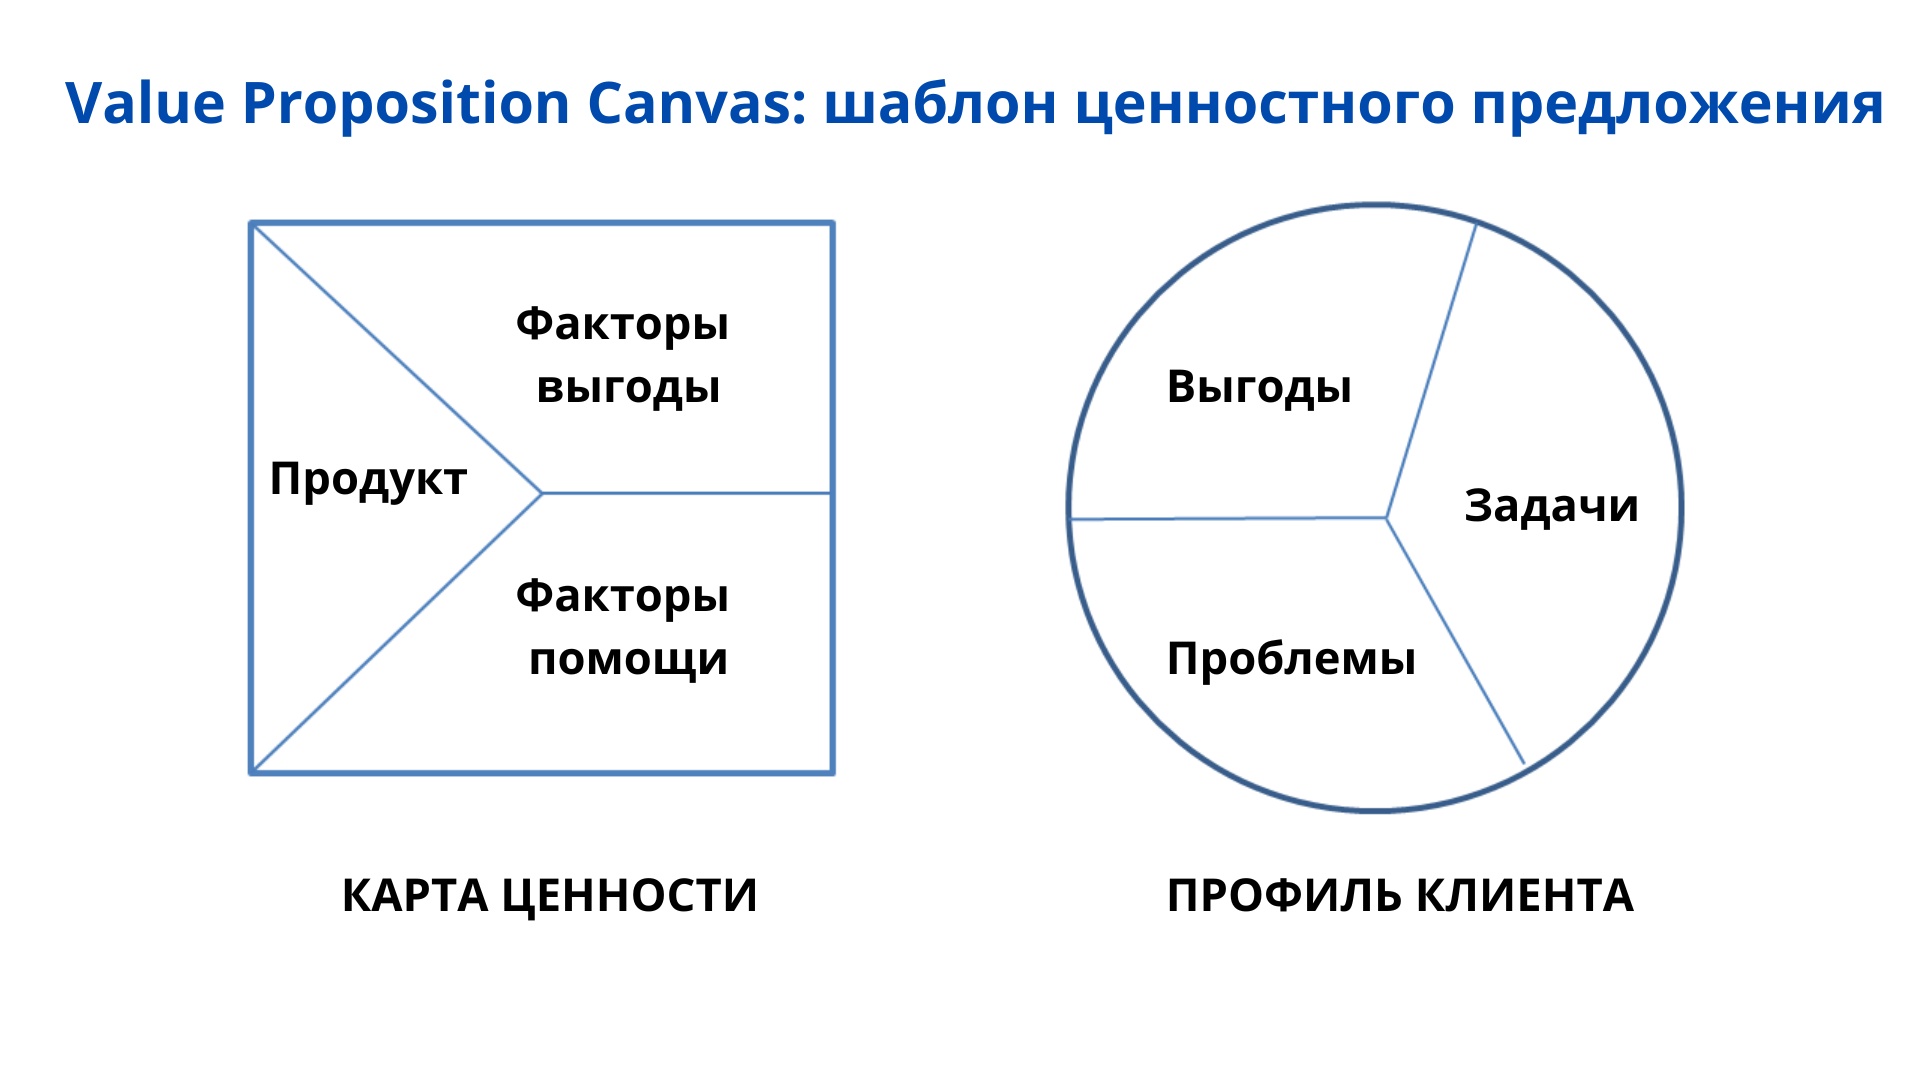 Value Proposition Canvas: шаблон ценностного предложения
Факторы
выгоды
Продукт
Факторы
помощи
Выгоды
Задачи
Проблемы
КАРТА ЦЕННОСТИ
ПРОФИЛЬ КЛИЕНТА